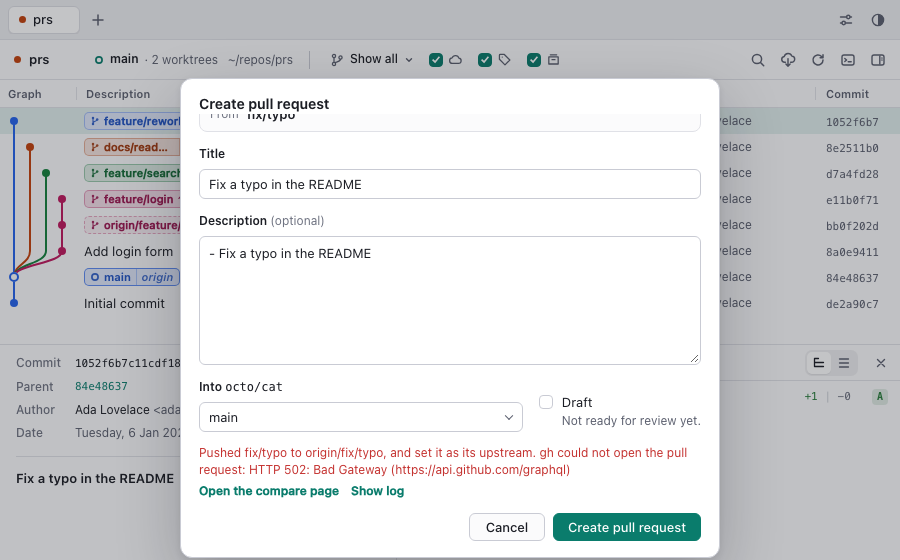 prs
prs
main · 2 worktrees ~/repos/prs
Show all
Graph
Description
Commit
feature/rewor
velace
1052f6b7
docs/read...
velace
8e2511b0
feature/search
velace
d7a4fd28
feature/login
velace
e11b0f71
origin/feature/
velace
bb0f202d
Add login form
velace
8a0e9411
main origin
velace
84e48637
Initial commit
velace
de2a90c7
Create pull request
From fix/typo
Title
Fix a typo in the README
Description (optional)
- Fix a typo in the README
Into octo/cat
main
Draft
Not ready for review yet.
Pushed fix/typo to origin/fix/typo, and set it as its upstream. gh could not open the pull
request: HTTP 502: Bad Gateway (https://api.github.com/graphql)
Open the compare page Show log
Cancel
Create pull request
Commit 1052f6b7c11cdf18
Parent 84e48637
Author Ada Lovelace <ada
Date Tuesday, 6 Jan 202
Fix a typo in the README
+1 | −0 A